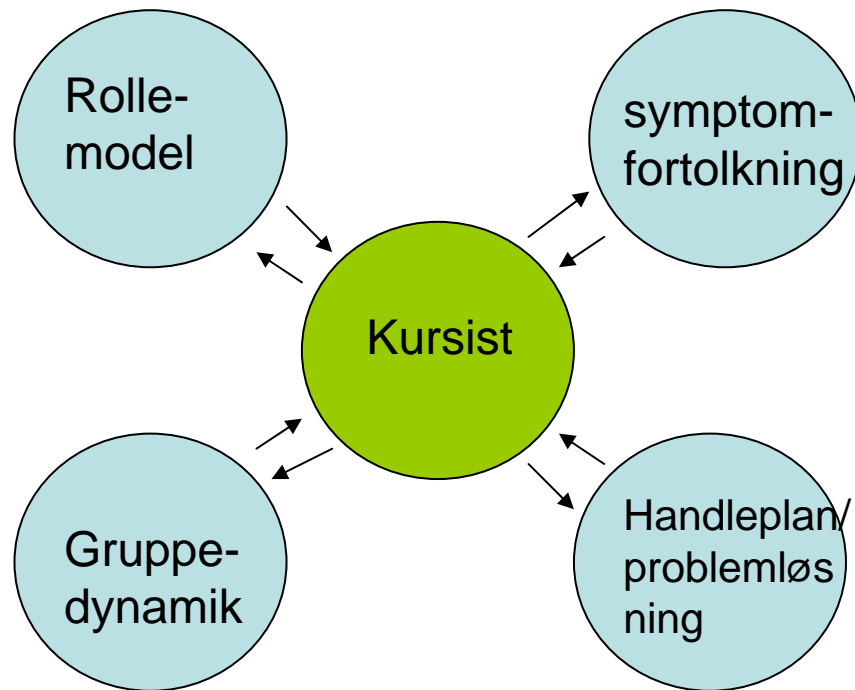 Rolle-
model
symptom-
fortolkning
Kursist
Gruppe-
dynamik
Handleplan/
problemløs
ning